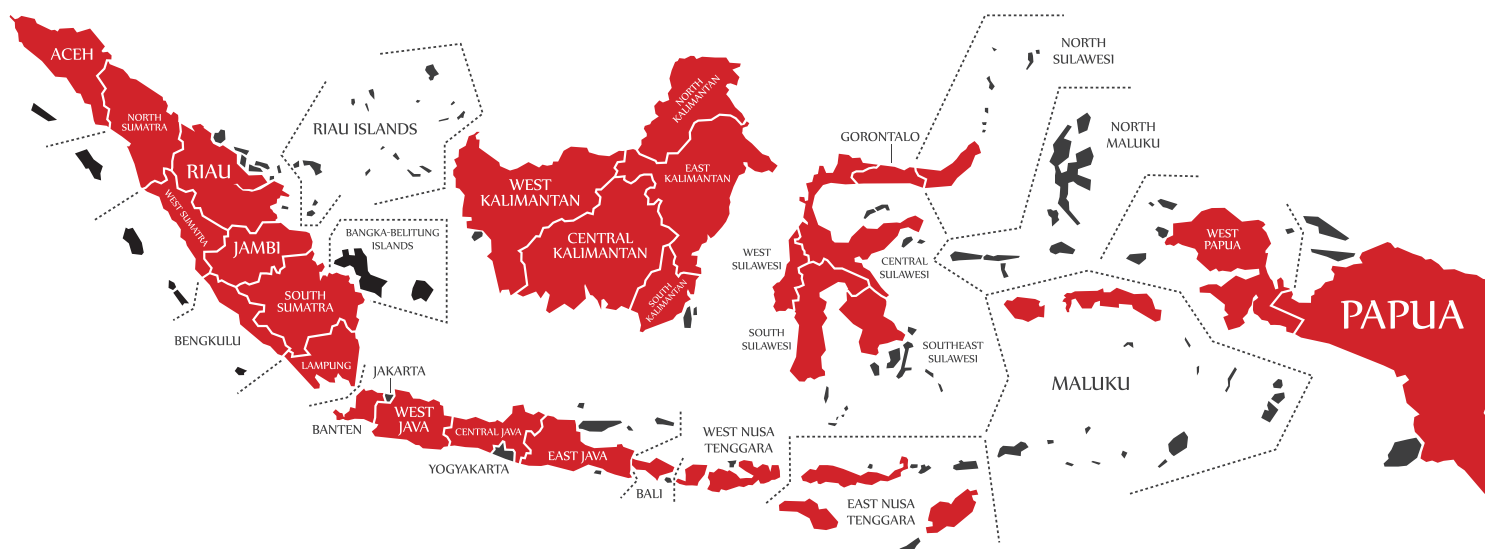 ACEH
NORTH
SUMATRA
RIAU
RIAU ISLANDS
WEST SUMATRA
JAMBI
BANGKA-BELITUNG
ISLANDS
SOUTH
SUMATRA
BENGKULU
LAMPUNG
JAKARTA
BANTEN
WEST
JAVA
CENTRAL JAVA
YOGYAKARTA
EAST JAVA
BALI
WEST NUSA
TENGGARA
EAST NUSA
TENGGARA
WEST
KALIMANTAN
CENTRAL
KALIMANTAN
NORTH
KALIMANTAN
EAST
KALIMANTAN
SOUTH
KALIMANTAN
GORONTALO
NORTH
SULAWESI
WEST
SULAWESI
CENTRAL
SULAWESI
SOUTH
SULAWESI
SOUTHEAST
SULAWESI
NORTH
MALUKU
MALUKU
WEST
PAPUA
PAPUA